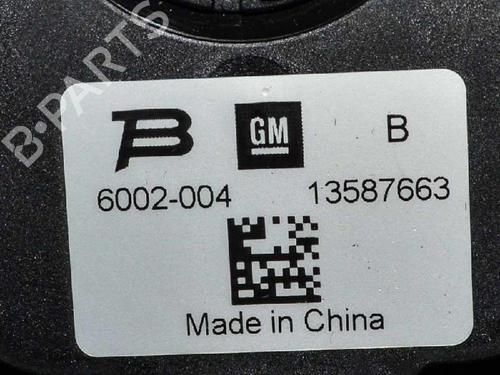 B-PARTS
B GM B
6002-004 13587663
Made in China